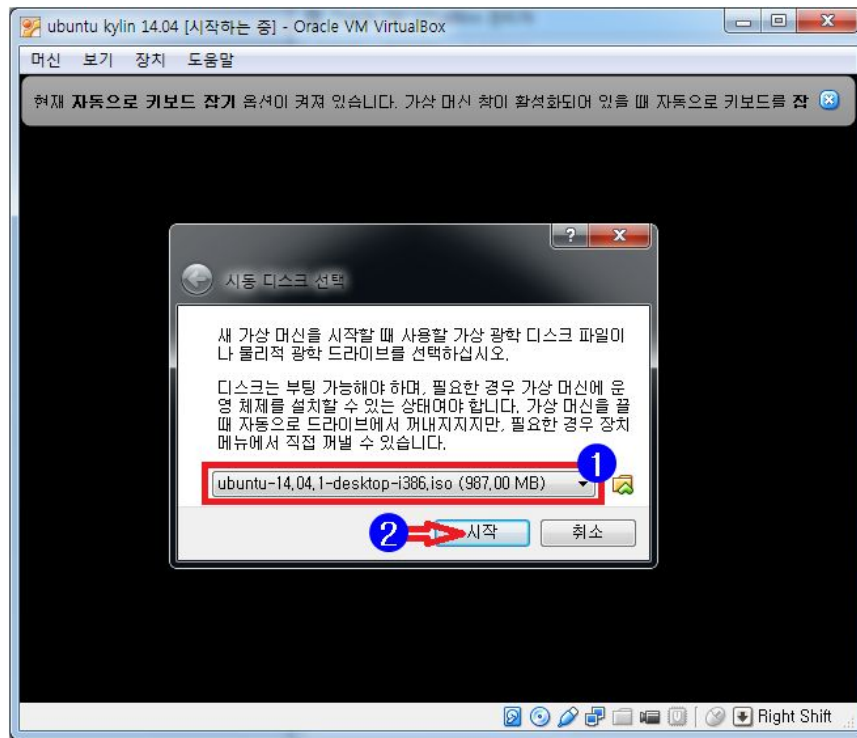 ubuntu kylin 14.04 [시작하는 중] - Oracle VM VirtualBox
머신 보기 장치 도움말
현재 자동으로 키보드 잡기 옵션이 켜져 있습니다. 가상 머신 창이 활성화되어 있을 때 자동으로 키보드를 잡
시동 디스크 선택
새 가상 머신을 시작할 때 사용할 가상 광학 디스크 파일이
나 물리적 광학 드라이브를 선택하십시오.
디스크는 부팅 가능해야 하며, 필요한 경우 가상 머신에 운
영 체제를 설치할 수 있는 상태여야 합니다. 가상 머신을 끌
때 자동으로 드라이브에서 꺼내지지지만, 필요한 경우 장치
메뉴에서 직접 꺼낼 수 있습니다.
1
ubuntu-14.04.1-desktop-i386.iso (987.00 MB)
2 시작 취소
Right Shift